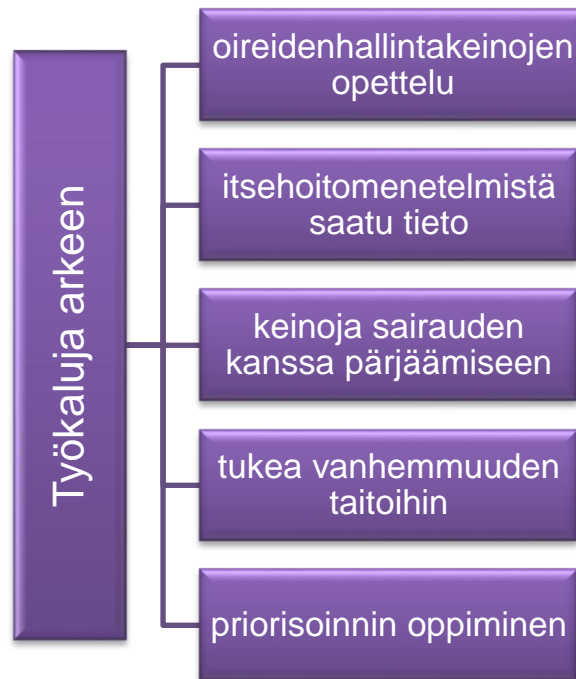 Työkaluja arkeen
oireidenhallintakeinojen
opettelu
itsehoitomenetelmistä
saatu tieto
keinoja sairauden
kanssa pärjäämiseen
tukea vanhemmuuden
taitoihin
priorisoinnin oppiminen